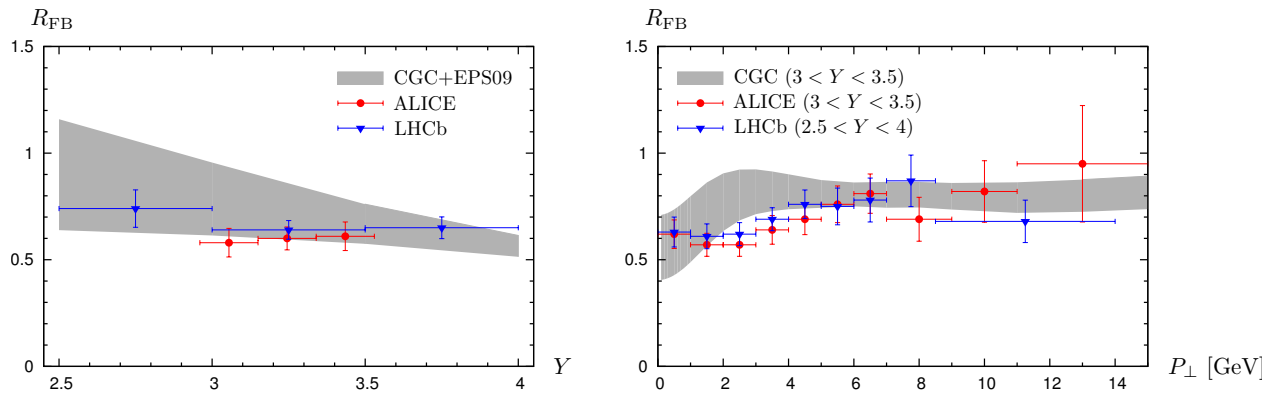 R_FB
1.5
1
0.5
0
2.5 3 3.5 4
Y
CGC+EPS09
ALICE
LHCb
R_FB
1.5
1
0.5
0
0 2 4 6 8 10 12 14
P_⊥ [GeV]
CGC (3 < Y < 3.5)
ALICE (3 < Y < 3.5)
LHCb (2.5 < Y < 4)